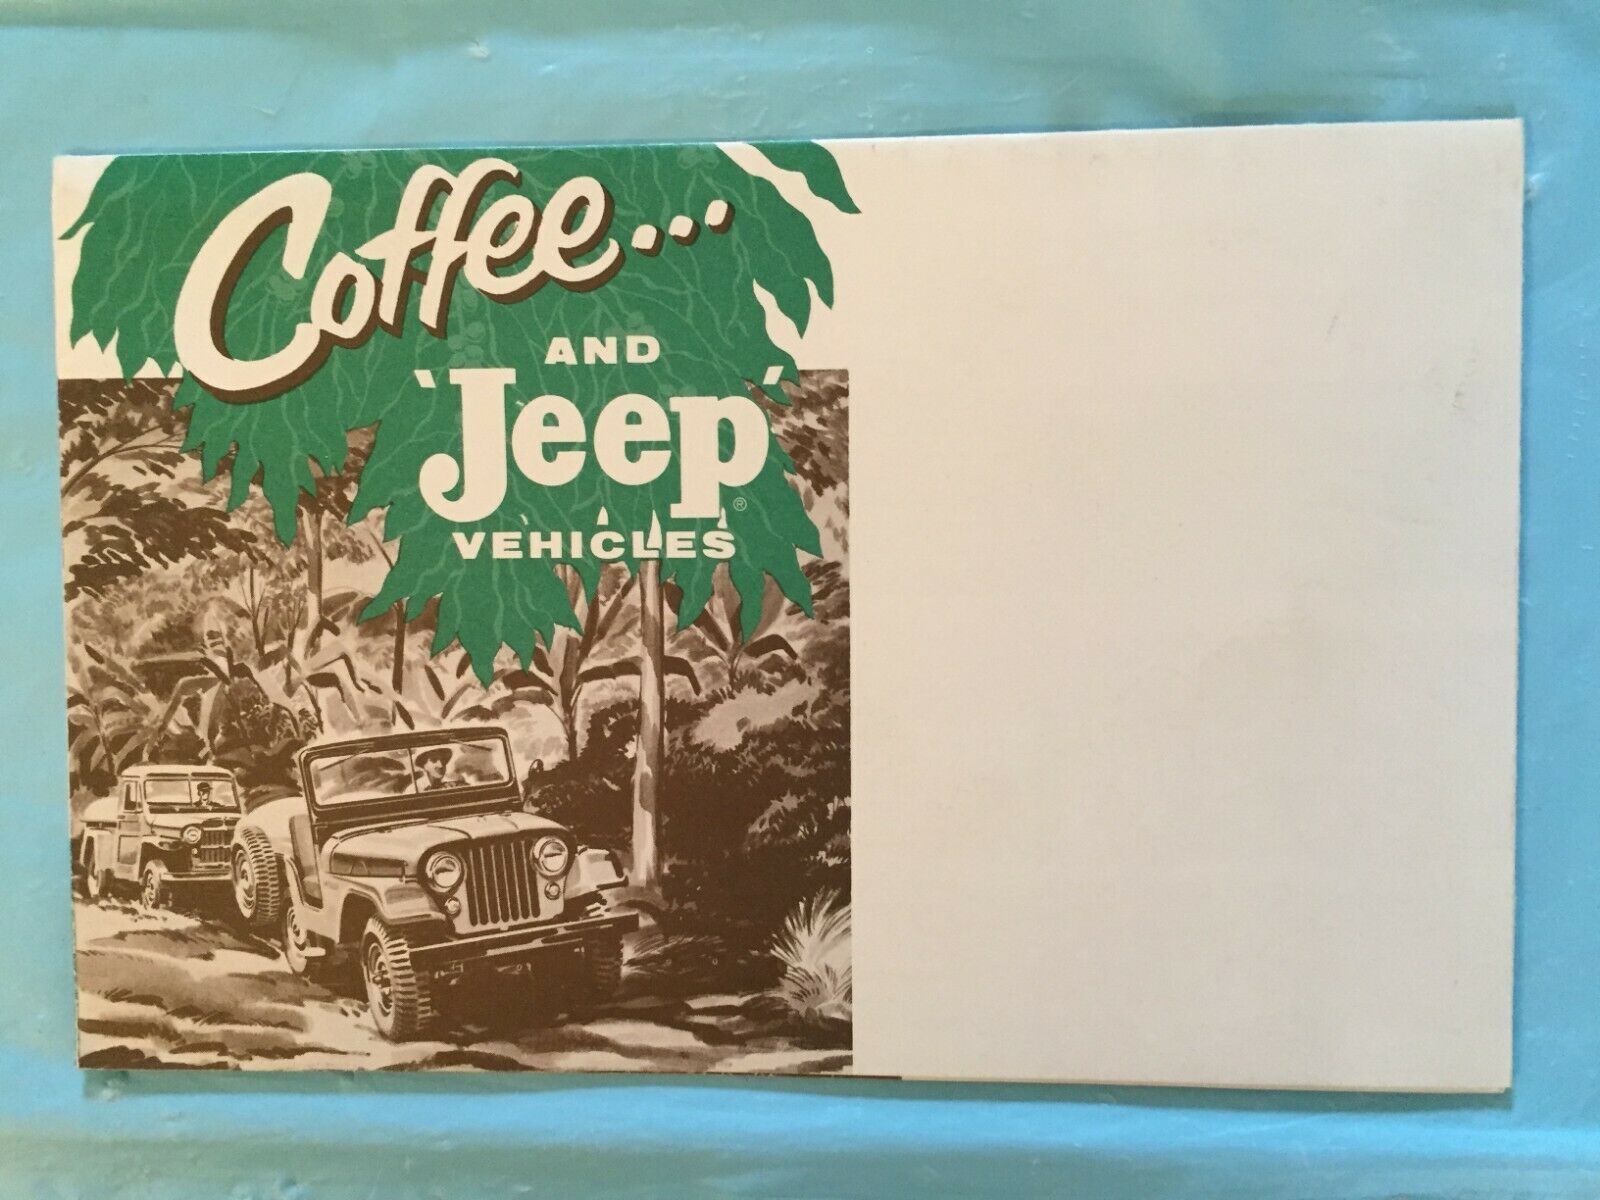 Coffee...
AND
'Jeep'®
VEHICLES